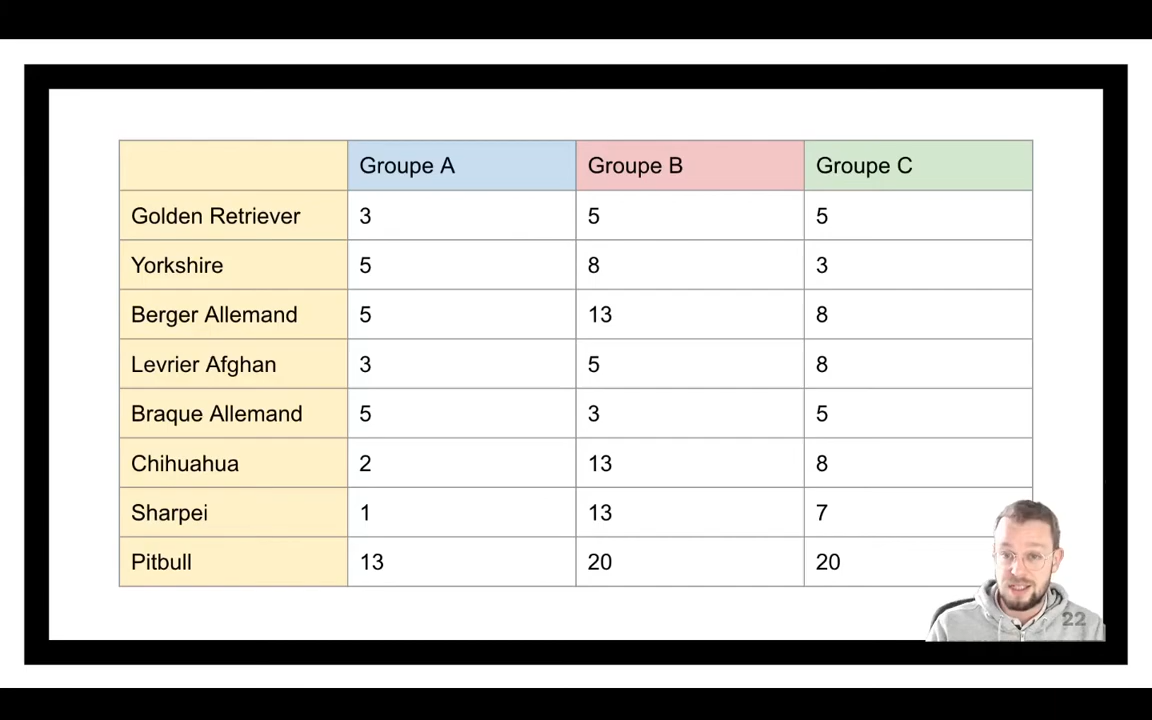 Groupe A Groupe B Groupe C
Golden Retriever 3 5 5
Yorkshire 5 8 3
Berger Allemand 5 13 8
Levrier Afghan 3 5 8
Braque Allemand 5 3 5
Chihuahua 2 13 8
Sharpei 1 13 7
Pitbull 13 20 20
22